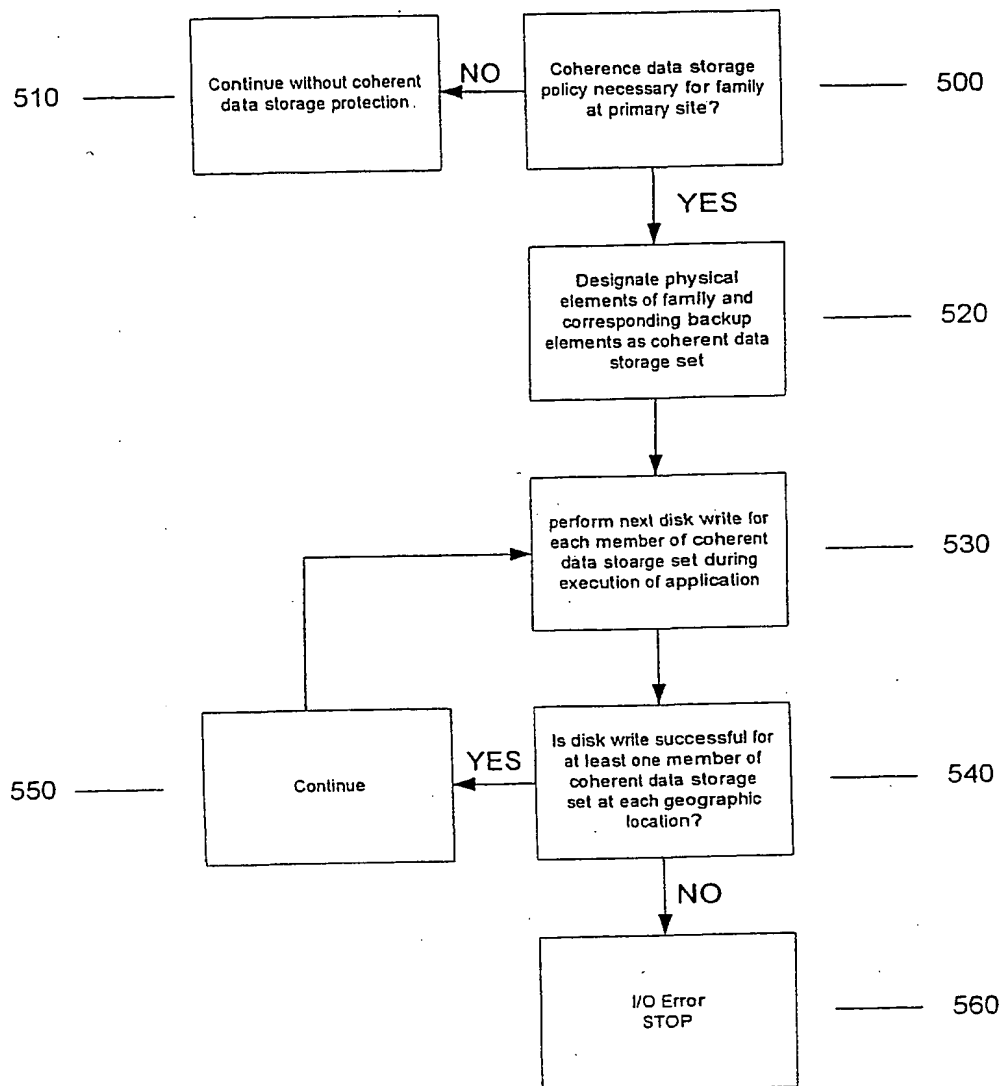 510
Continue without coherent
data storage protection.
NO
Coherence data storage
policy necessary for family
at primary site?
500
YES
Designate physical
elements of family and
corresponding backup
elements as coherent data
storage set
520
perform next disk write for
each member of coherent
data stoarge set during
execution of application
530
550
Continue
YES
Is disk write successful for
at least one member of
coherent data storage
set at each geographic
location?
540
NO
I/O Error
STOP
560